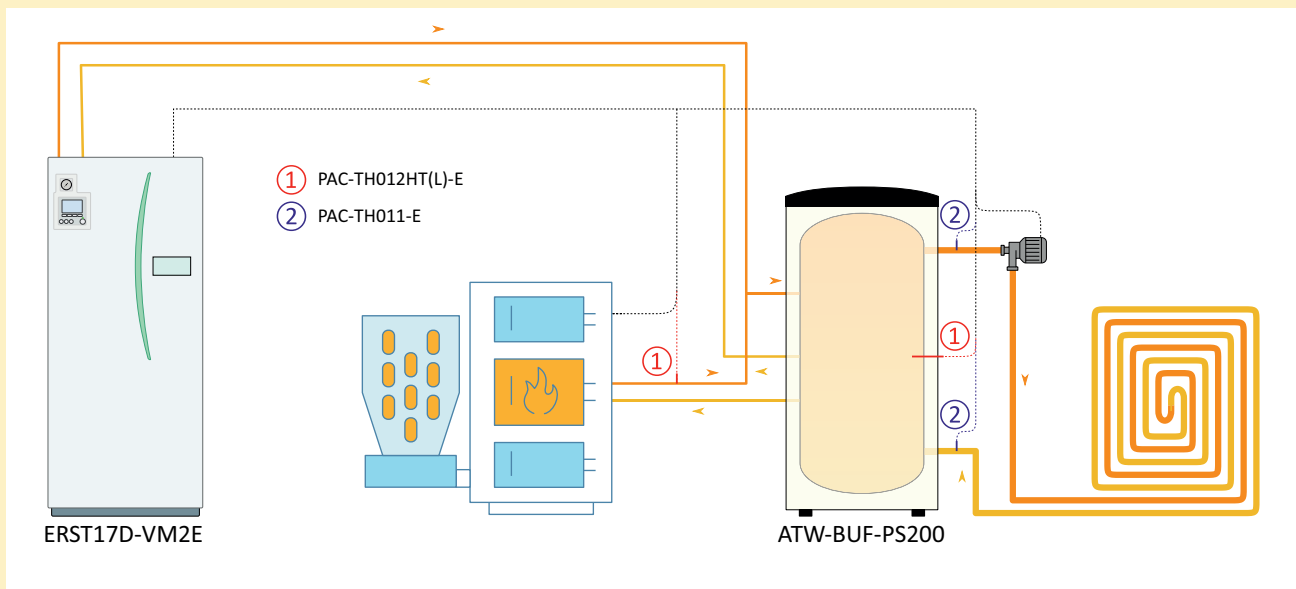 ① PAC-TH012HT(L)-E
② PAC-TH011-E
②
①
①
②
ERST17D-VM2E
ATW-BUF-PS200